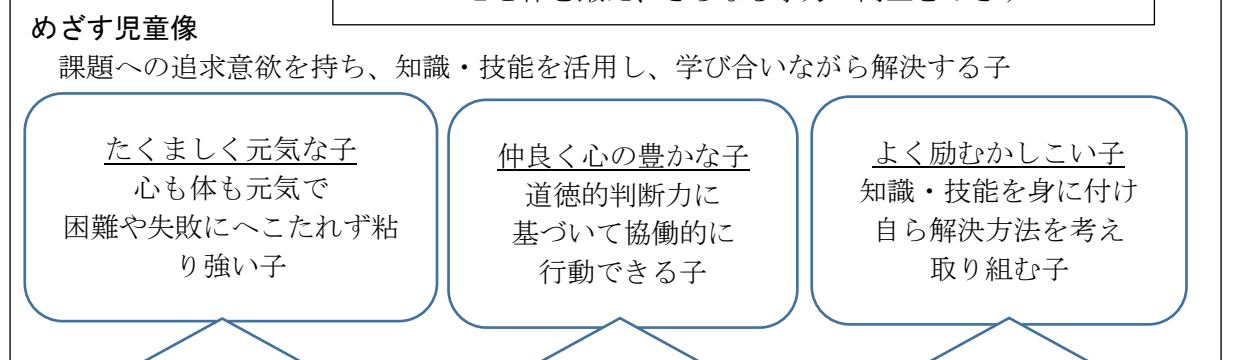 めざす児童像
課題への追求意欲を持ち、知識・技能を活用し、学び合いながら解決する子
たくましく元気な子
心も体も元気で
困難や失敗にへこたれず粘
り強い子
仲良く心の豊かな子
道徳的判断力に
基づいて協働的に
行動できる子
よく励むかしこい子
知識・技能を身に付け
自ら解決方法を考え
取り組む子